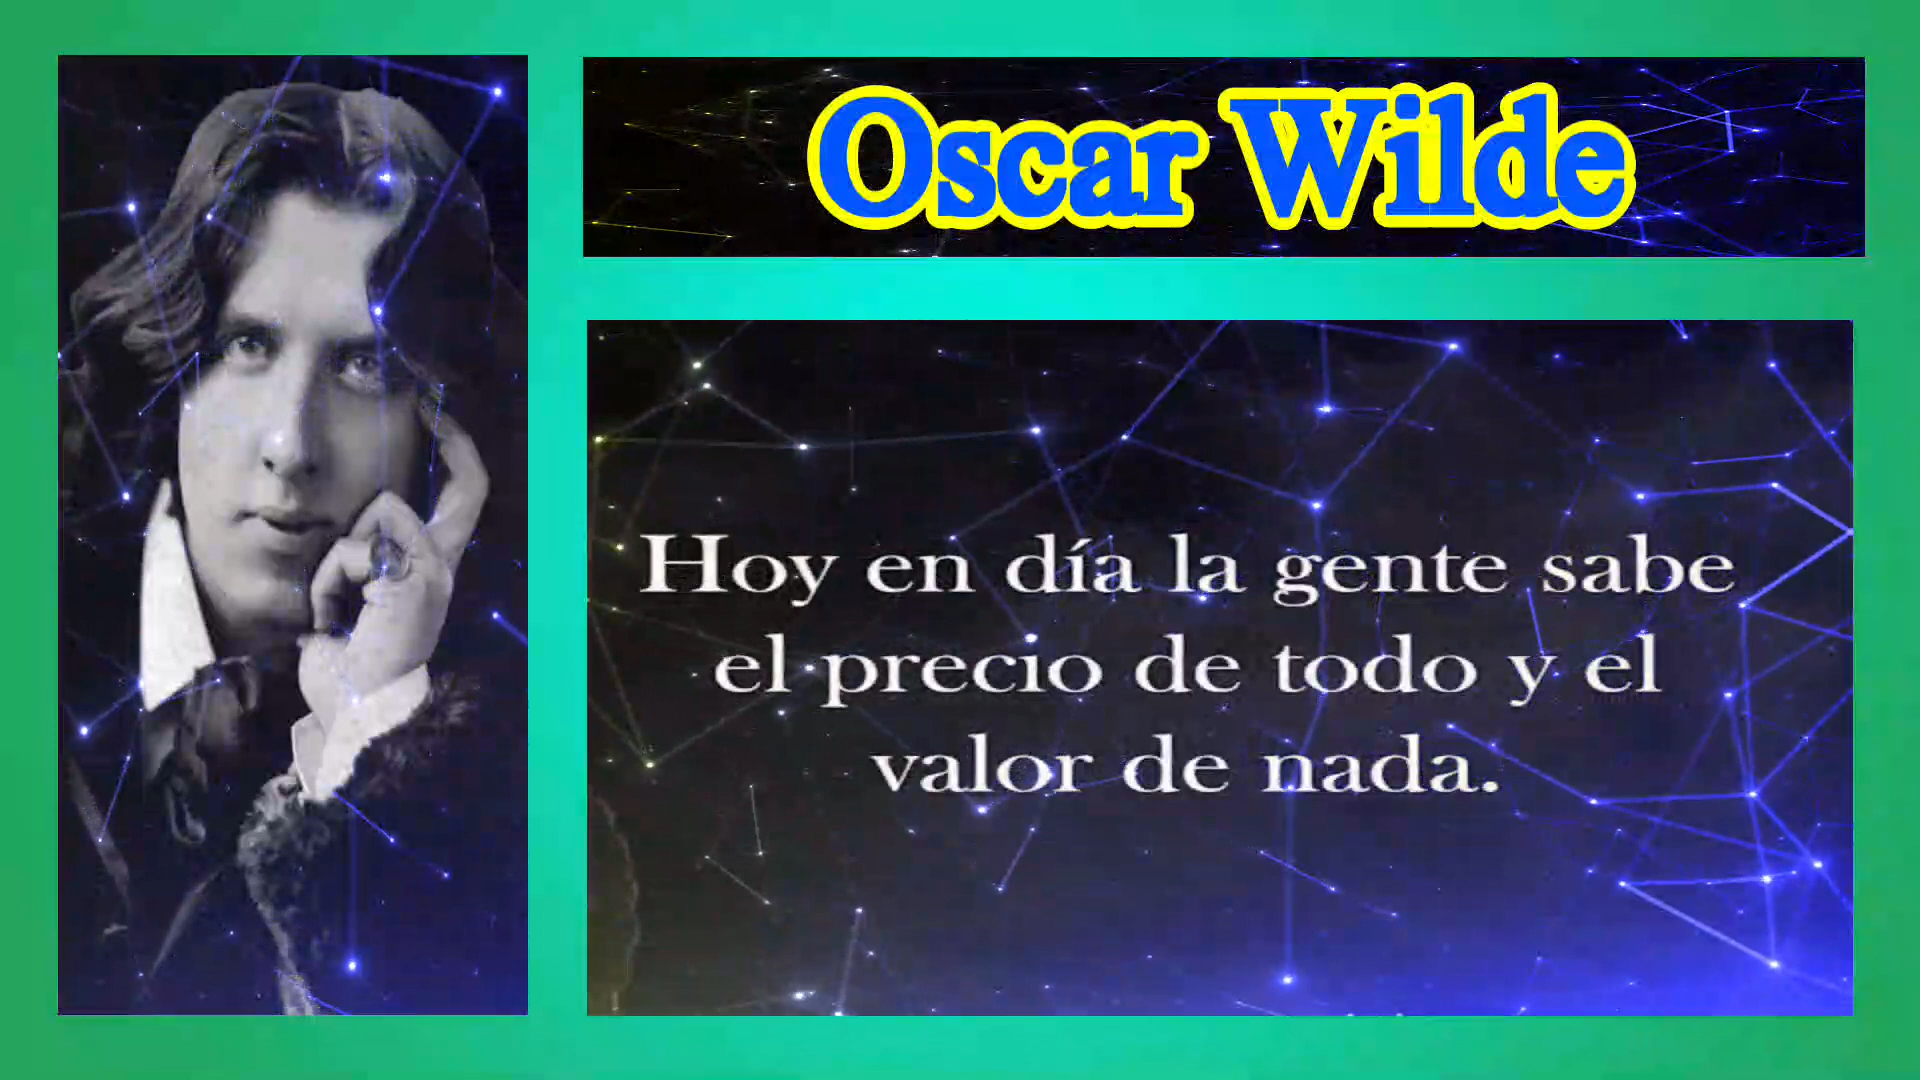 Oscar Wilde
Hoy en día la gente sabe
el precio de todo y el
valor de nada.